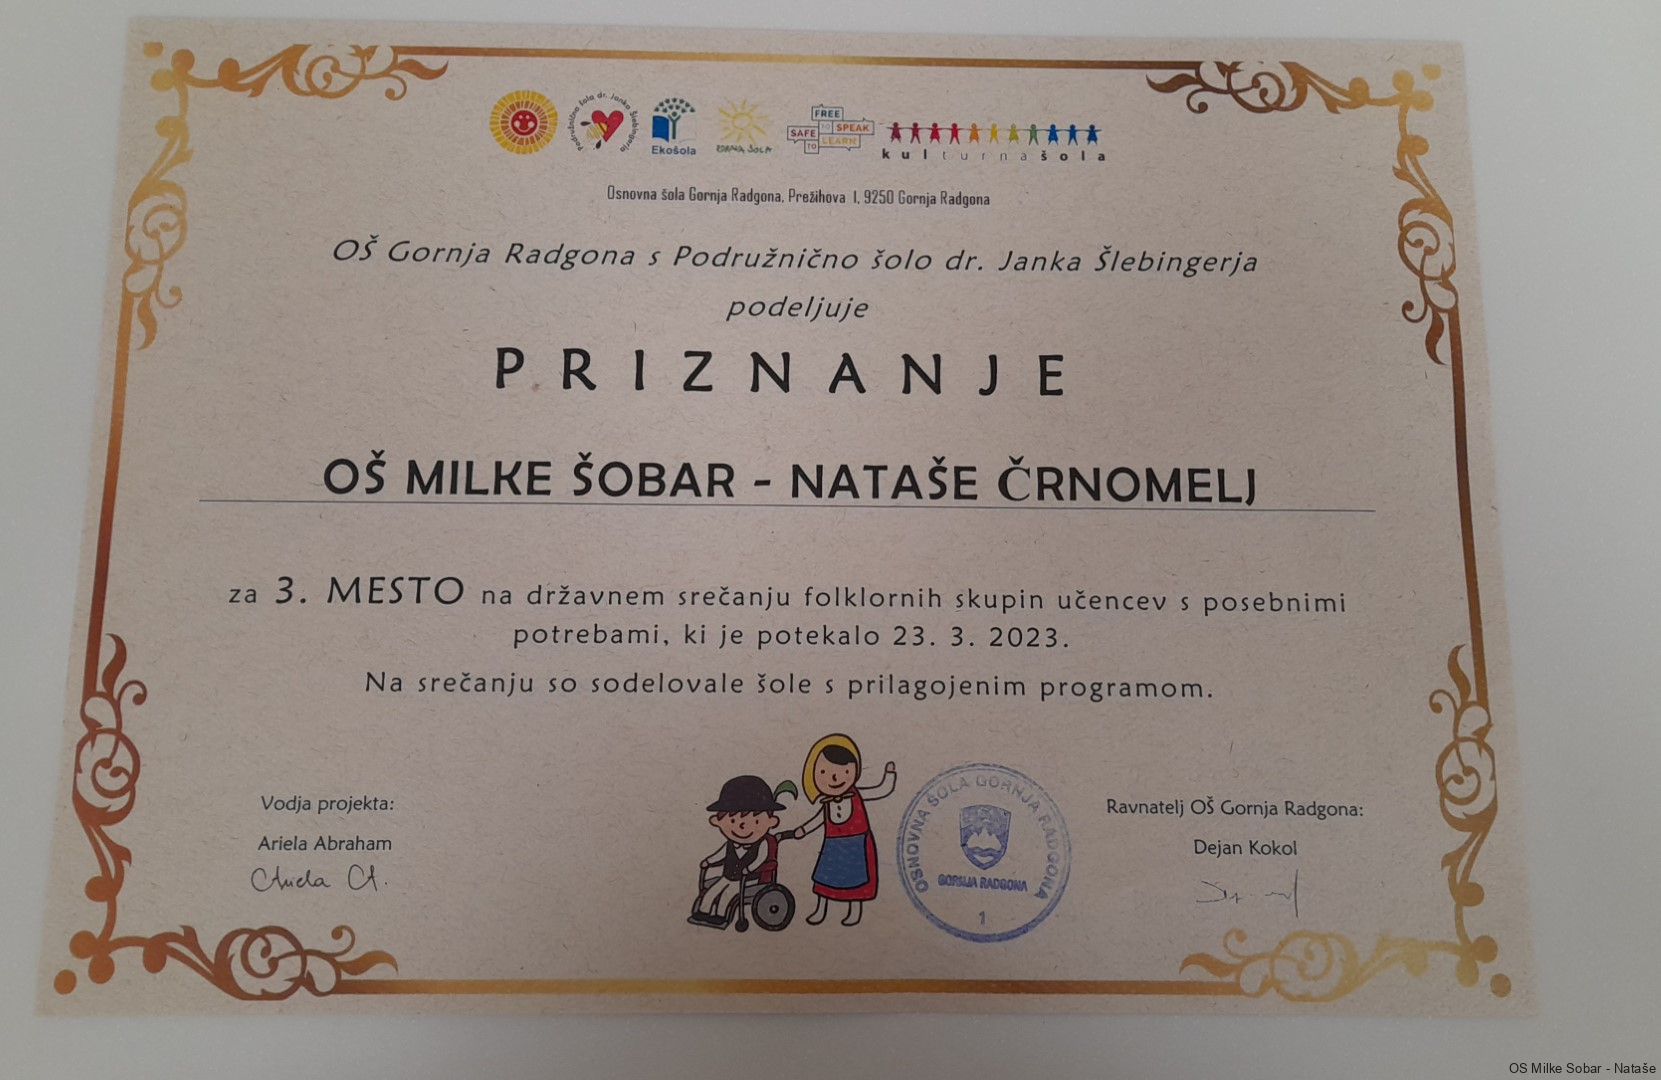 Podružnična šola dr. Janka Šlebingerja
Ekošola
ZDRAVA ŠOLA
FREE
TO SPEAK
SAFE
TO LEARN
kulturnašola
Osnovna šola Gornja Radgona, Prežihova 1, 9250 Gornja Radgona
OŠ Gornja Radgona s Podružnično šolo dr. Janka Šlebingerja
podeljuje
PRIZNANJE
OŠ MILKE ŠOBAR - NATAŠE ČRNOMELJ
za 3. MESTO na državnem srečanju folklornih skupin učencev s posebnimi
potrebami, ki je potekalo 23. 3. 2023.
Na srečanju so sodelovale šole s prilagojenim programom.
Vodja projekta:
Ariela Abraham
Ariela A.
OSNOVNA ŠOLA GORNJA RADGONA
GORNJA RADGONA
1
Ravnatelj OŠ Gornja Radgona:
Dejan Kokol
OS Milke Sobar - Nataše